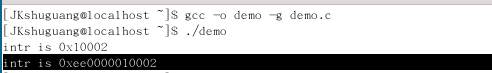 [JKshuguang@localhost ~]$ gcc -o demo -g demo.c
[JKshuguang@localhost ~]$ ./demo
intr is 0x10002
intr is 0xee0000010002